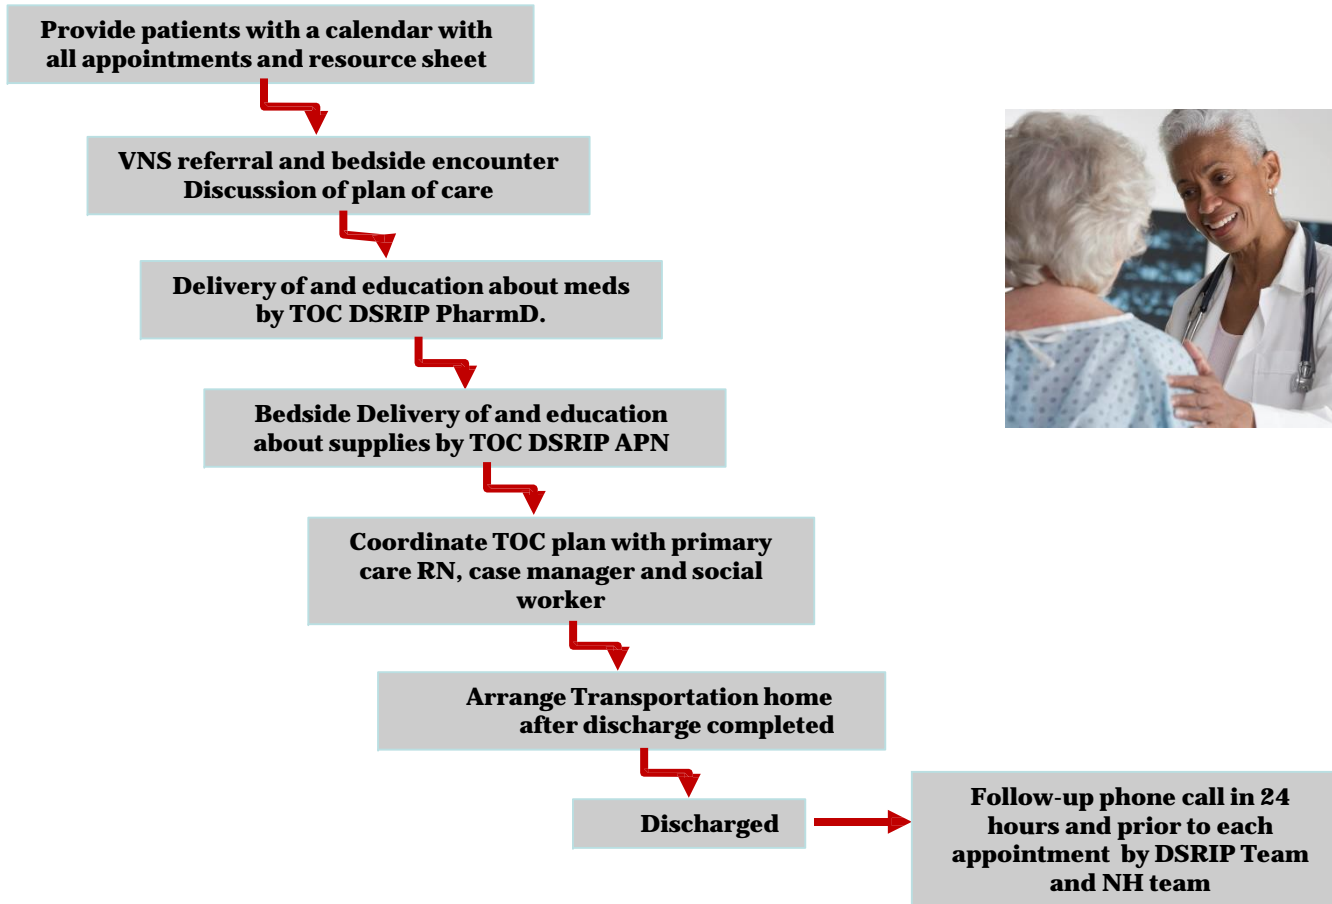 Provide patients with a calendar with
all appointments and resource sheet
VNS referral and bedside encounter
Discussion of plan of care
Delivery of and education about meds
by TOC DSRIP PharmD.
Bedside Delivery of and education
about supplies by TOC DSRIP APN
Coordinate TOC plan with primary
care RN, case manager and social
worker
Arrange Transportation home
after discharge completed
Discharged
Follow-up phone call in 24
hours and prior to each
appointment by DSRIP Team
and NH team